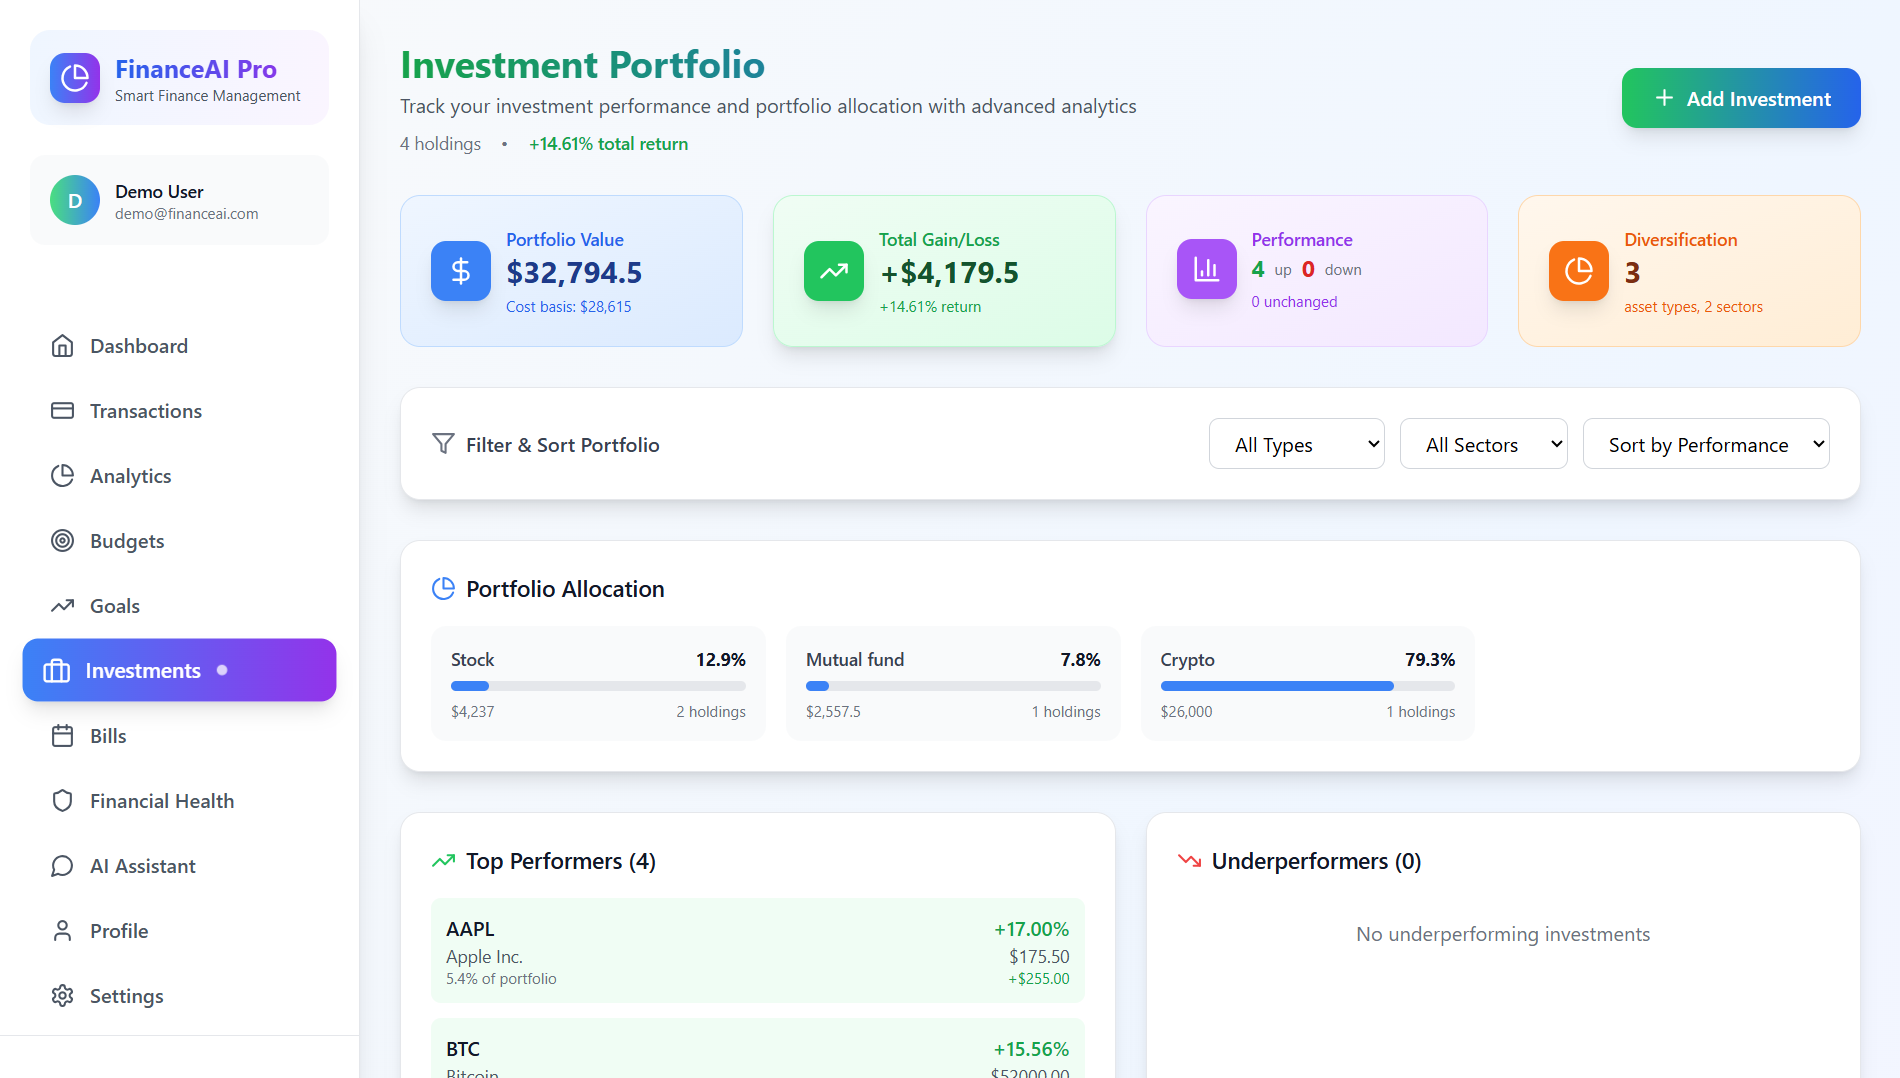 FinanceAI Pro
Smart Finance Management
D
Demo User
demo@financeai.com
Dashboard
Transactions
Analytics
Budgets
Goals
Investments
Bills
Financial Health
AI Assistant
Profile
Settings
Investment Portfolio
Track your investment performance and portfolio allocation with advanced analytics
4 holdings • +14.61% total return
+ Add Investment
Portfolio Value
$32,794.5
Cost basis: $28,615
Total Gain/Loss
+$4,179.5
+14.61% return
Performance
4 up 0 down
0 unchanged
Diversification
3
asset types, 2 sectors
Filter & Sort Portfolio
All Types
All Sectors
Sort by Performance
Portfolio Allocation
Stock 12.9%
$4,237 2 holdings
Mutual fund 7.8%
$2,557.5 1 holdings
Crypto 79.3%
$26,000 1 holdings
Top Performers (4)
AAPL +17.00%
Apple Inc. $175.50
5.4% of portfolio +$255.00
BTC +15.56%
Bitcoin $52000.00
Underperformers (0)
No underperforming investments